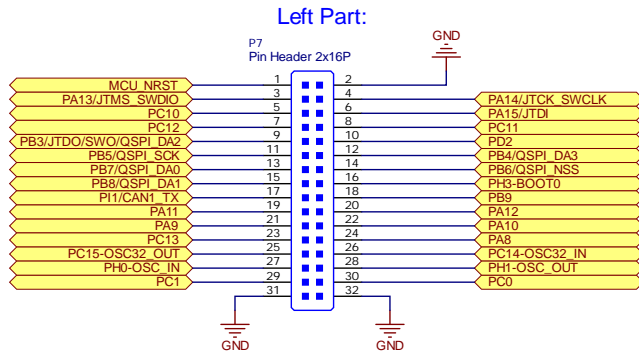 Left Part:
P7
Pin Header 2x16P
GND
1 2
MCU_NRST 3 4 PA14/JTCK_SWCLK
PA13/JTMS_SWDIO 5 6 PA15/JTDI
PC10 7 8 PC11
PC12 9 10 PD2
PB3/JTDO/SWO/QSPI_DA2 11 12 PB4/QSPI_DA3
PB5/QSPI_SCK 13 14 PB6/QSPI_NSS
PB7/QSPI_DA0 15 16 PH3-BOOT0
PB8/QSPI_DA1 17 18 PB9
PI1/CAN1_TX 19 20 PA12
PA11 21 22 PA10
PA9 23 24 PA8
PC13 25 26 PC14-OSC32_IN
PC15-OSC32_OUT 27 28 PH1-OSC_OUT
PH0-OSC_IN 29 30 PC0
PC1 31 32
GND GND